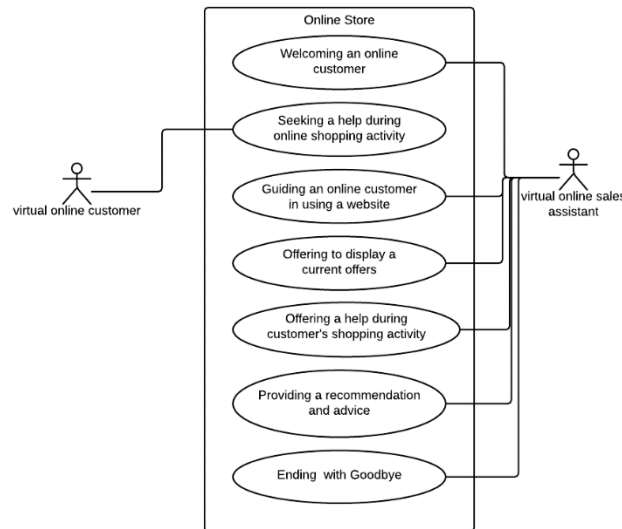 Online Store
Welcoming an online
customer
Seeking a help during
online shopping activity
virtual online customer
Guiding an online customer
in using a website
virtual online sales
assistant
Offering to display a
current offers
Offering a help during
customer's shopping activity
Providing a recommendation
and advice
Ending with Goodbye